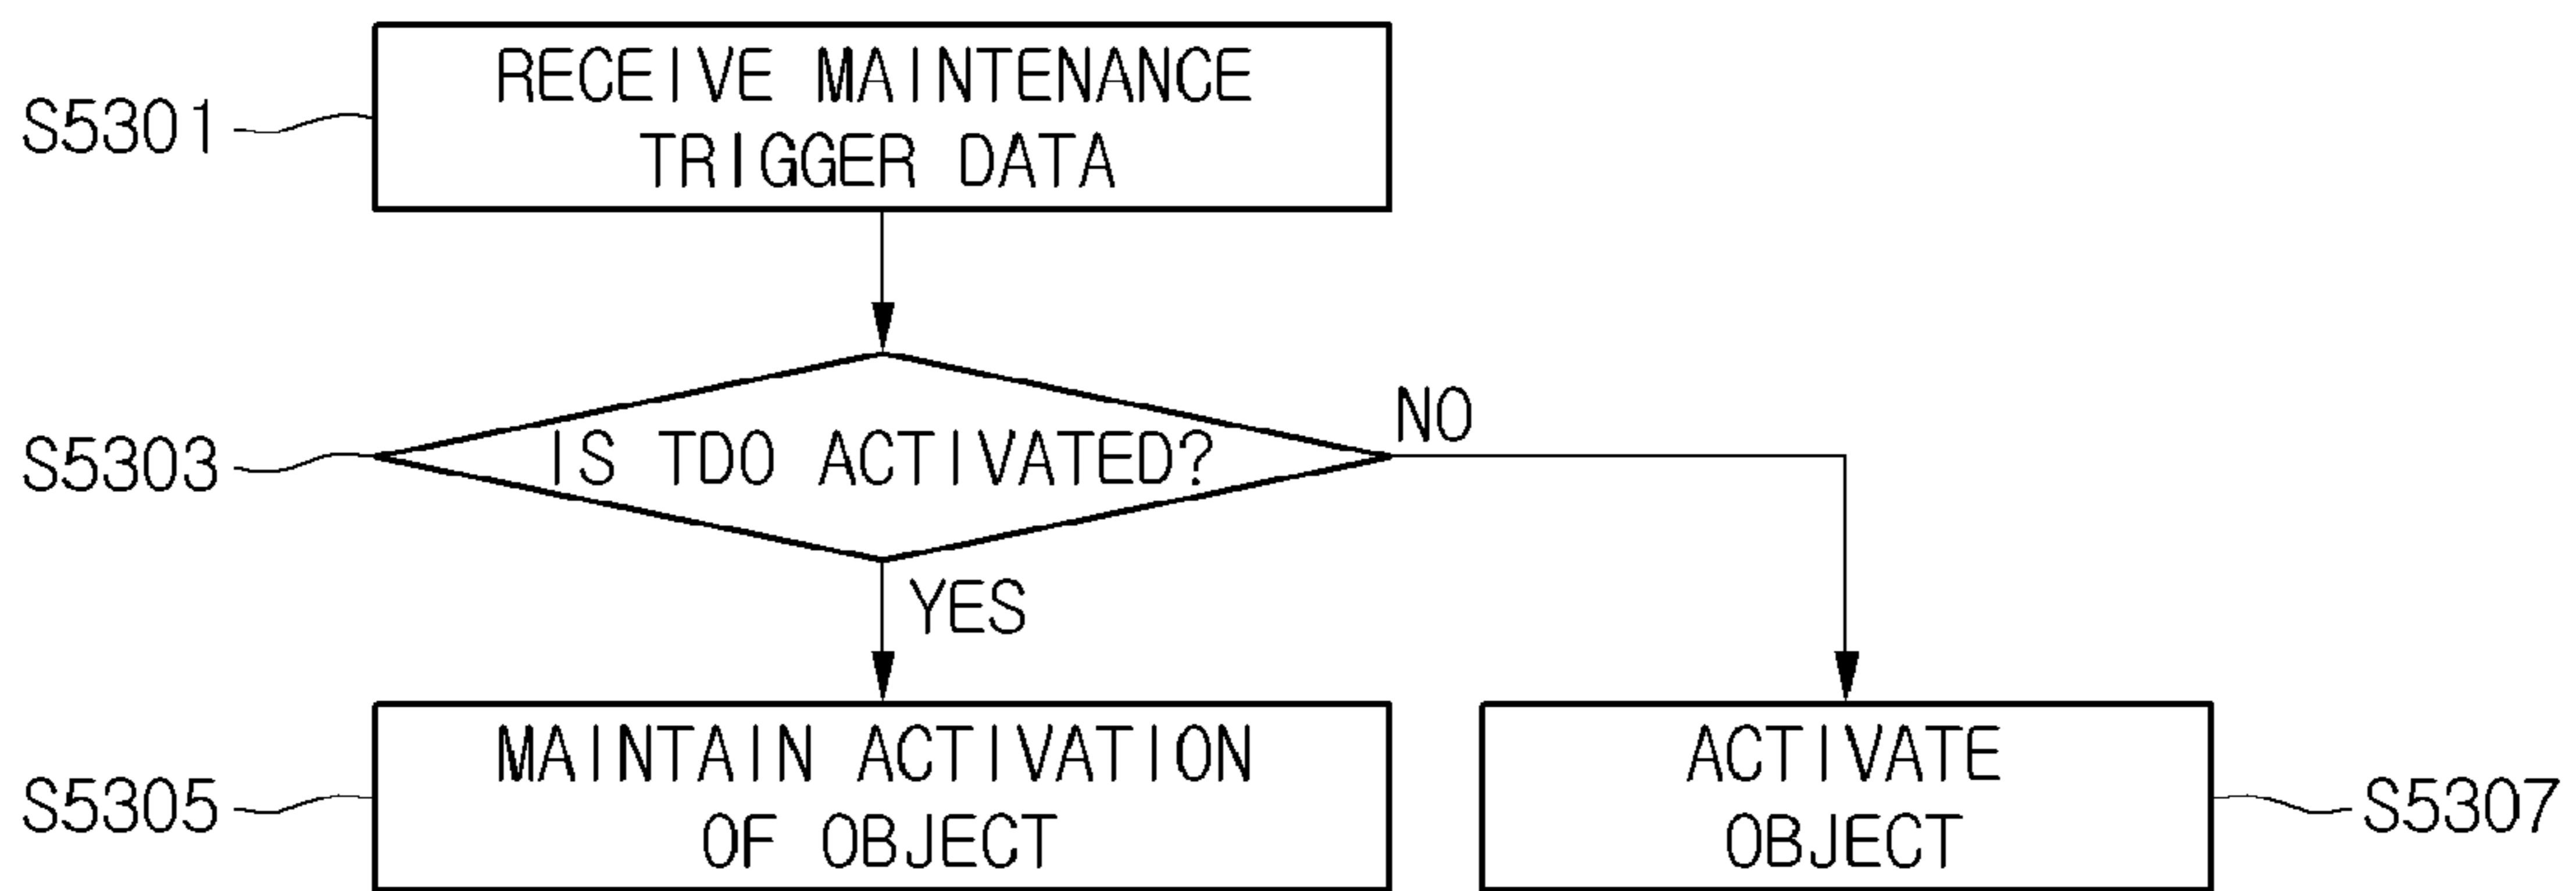 RECEIVE MAINTENANCE
TRIGGER DATA
S5301
NO
IS TDO ACTIVATED?
S5303
YES
MAINTAIN ACTIVATION
OF OBJECT
S5305
ACTIVATE
OBJECT
S5307